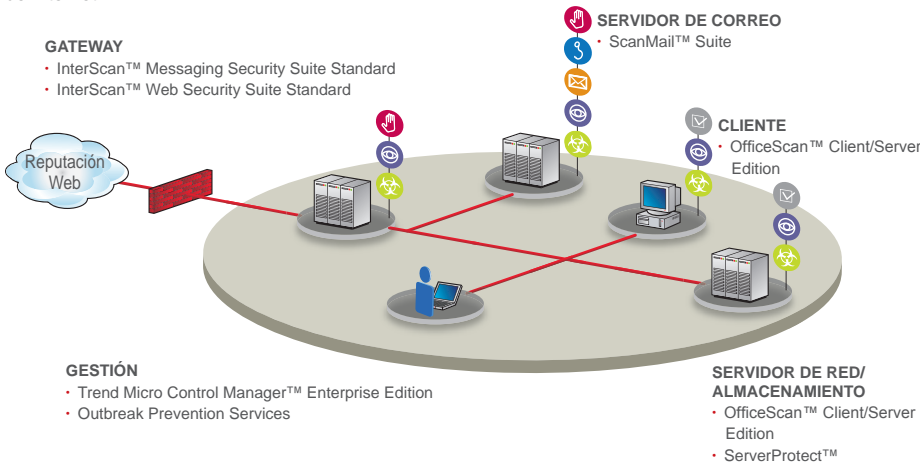 GATEWAY
• InterScan™ Messaging Security Suite Standard
• InterScan™ Web Security Suite Standard
SERVIDOR DE CORREO
• ScanMail™ Suite
CLIENTE
• OfficeScan™ Client/Server
Edition
Reputación
Web
GESTIÓN
• Trend Micro Control Manager™ Enterprise Edition
• Outbreak Prevention Services
SERVIDOR DE RED/
ALMACENAMIENTO
• OfficeScan™ Client/Server
Edition
• ServerProtect™